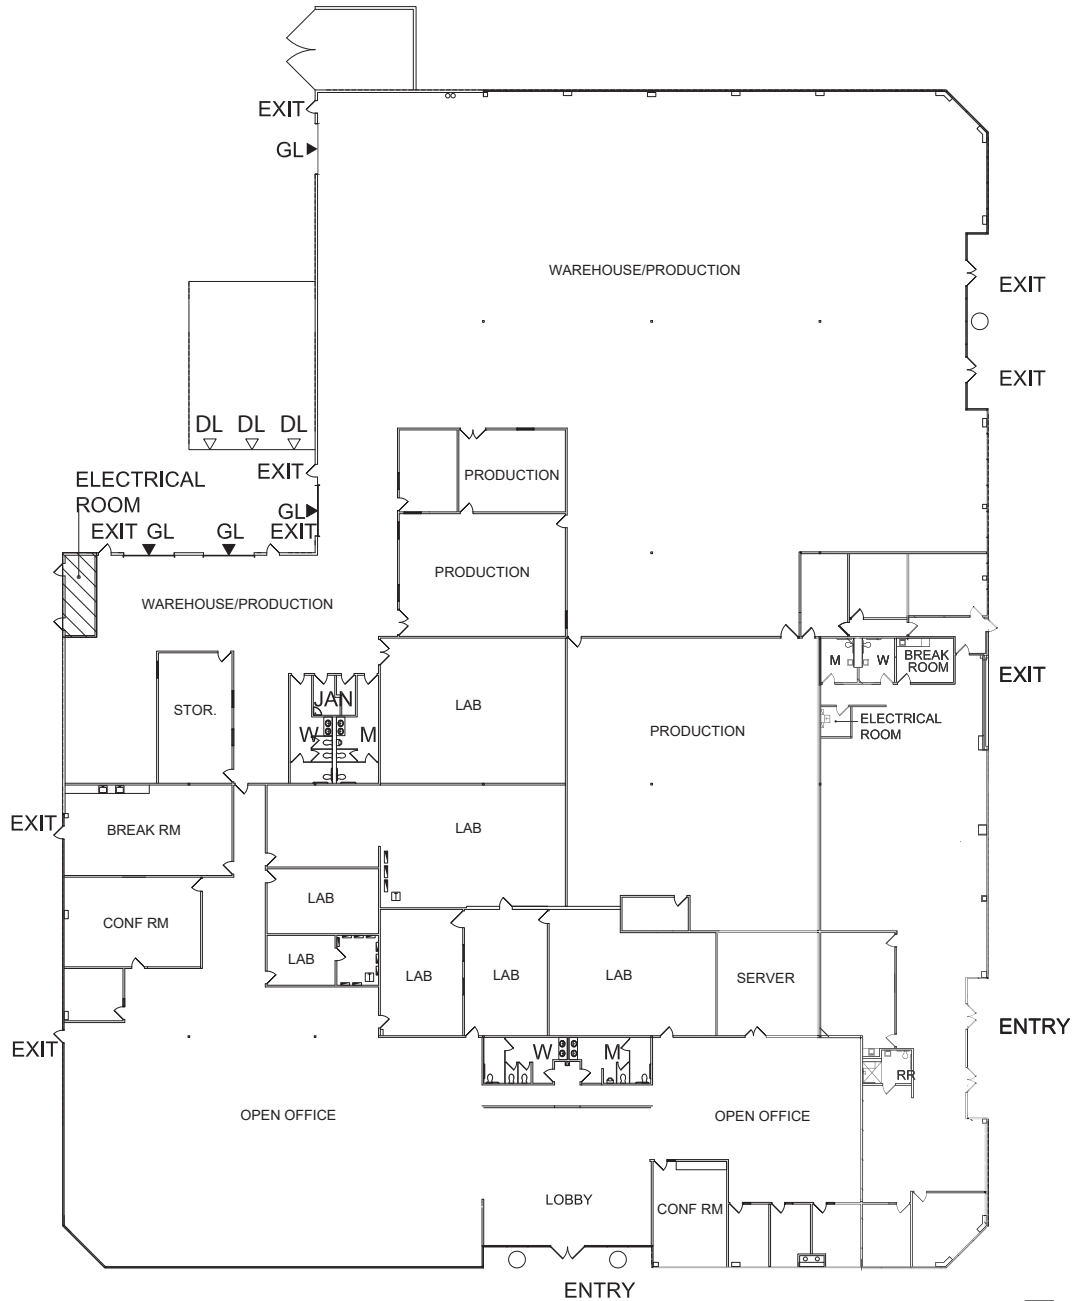 EXIT
GL
WAREHOUSE/PRODUCTION
EXIT
EXIT
DL DL DL
EXIT
ELECTRICAL
ROOM
PRODUCTION
GL
EXIT GL GL EXIT
PRODUCTION
WAREHOUSE/PRODUCTION
M W BREAK
ROOM
EXIT
JAN
STOR.
LAB
W M
ELECTRICAL
ROOM
PRODUCTION
EXIT
BREAK RM
LAB
T
LAB
CONF RM
LAB
T
LAB
LAB
LAB
SERVER
ENTRY
EXIT
W M
RR
OPEN OFFICE
OPEN OFFICE
LOBBY
CONF RM
ENTRY